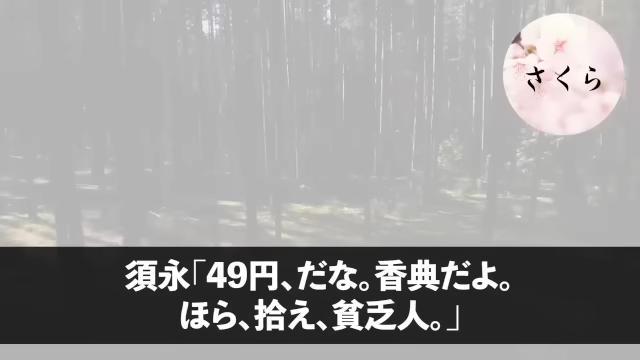 さくら
須永「49円、だな。香典だよ。
ほら、拾え、貧乏人。」